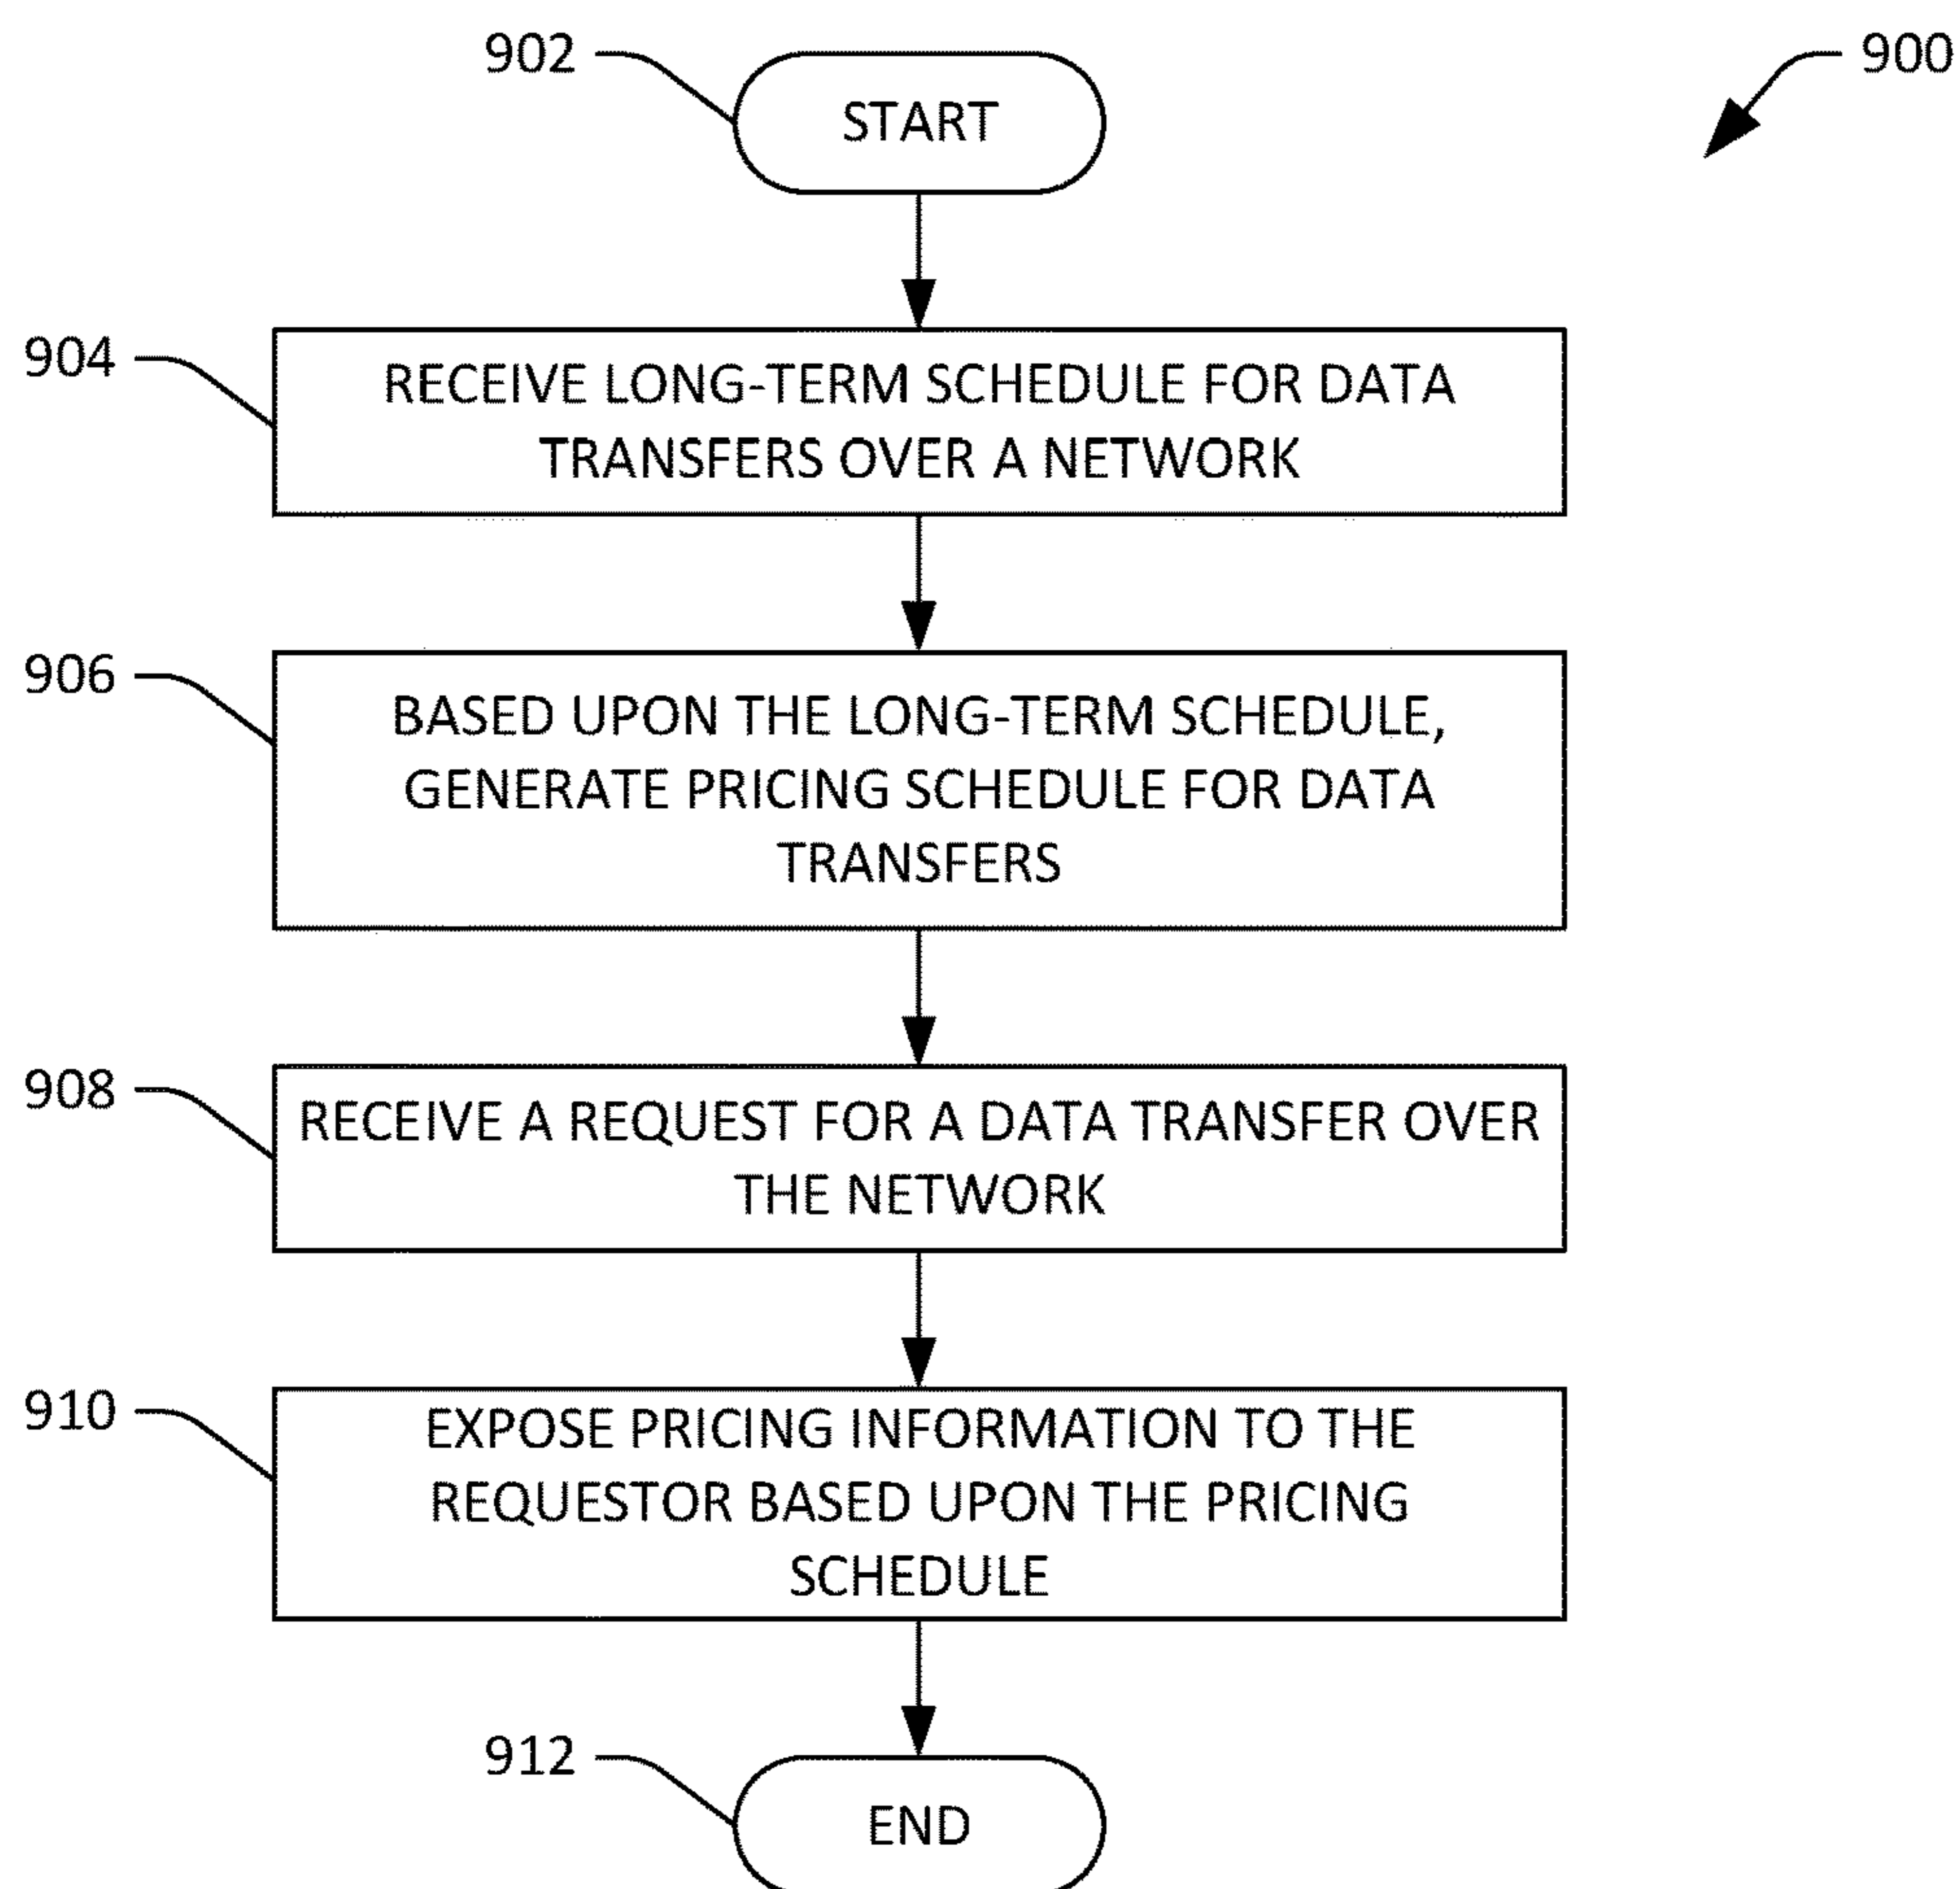 902
START
900
904
RECEIVE LONG-TERM SCHEDULE FOR DATA
TRANSFERS OVER A NETWORK
906
BASED UPON THE LONG-TERM SCHEDULE,
GENERATE PRICING SCHEDULE FOR DATA
TRANSFERS
908
RECEIVE A REQUEST FOR A DATA TRANSFER OVER
THE NETWORK
910
EXPOSE PRICING INFORMATION TO THE
REQUESTOR BASED UPON THE PRICING
SCHEDULE
912
END